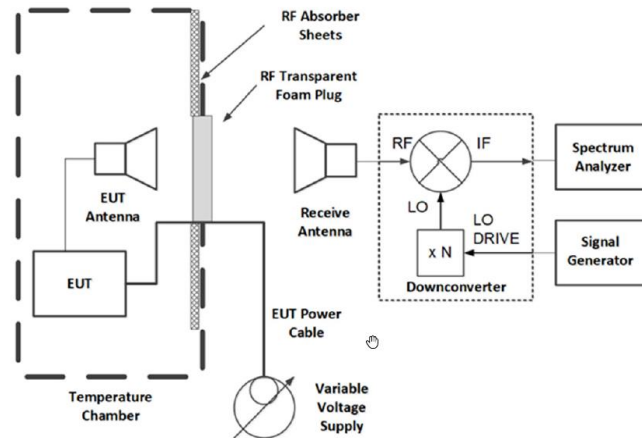 RF Absorber
Sheets
RF Transparent
Foam Plug
EUT
Antenna
EUT
Receive
Antenna
RF
IF
LO
LO
DRIVE
x N
Downconverter
Spectrum
Analyzer
Signal
Generator
EUT Power
Cable
Temperature
Chamber
Variable
Voltage
Supply